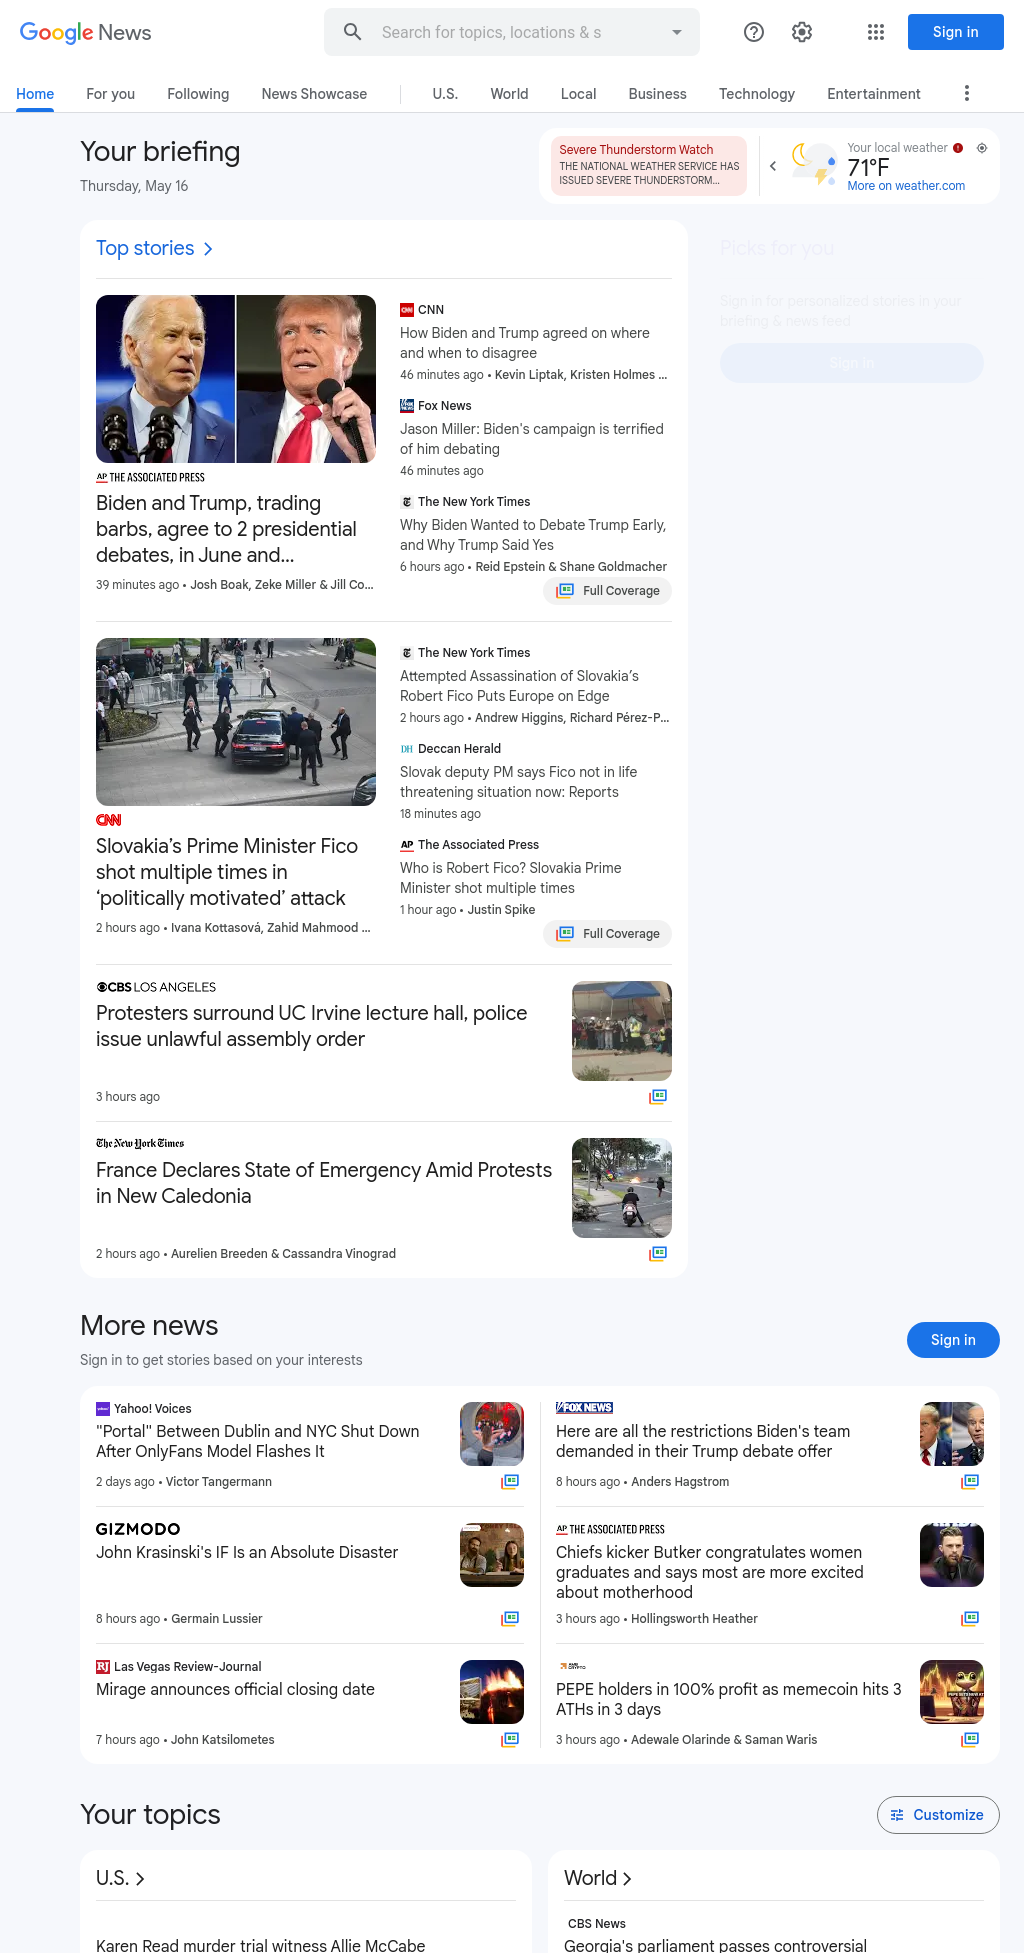 Google News
Search for topics, locations & s
Sign in
Home
For you
Following
News Showcase
U.S.
World
Local
Business
Technology
Entertainment
Your briefing
Thursday, May 16
Severe Thunderstorm Watch
THE NATIONAL WEATHER SERVICE HAS
ISSUED SEVERE THUNDERSTORM...
Your local weather
71°F
More on weather.com
Top stories
Picks for you
Sign in for personalized stories in your
briefing & news feed
Sign in
THE ASSOCIATED PRESS
Biden and Trump, trading
barbs, agree to 2 presidential
debates, in June and...
39 minutes ago • Josh Boak, Zeke Miller & Jill Co...
CNN
How Biden and Trump agreed on where
and when to disagree
46 minutes ago • Kevin Liptak, Kristen Holmes ...
Fox News
Jason Miller: Biden's campaign is terrified
of him debating
46 minutes ago
The New York Times
Why Biden Wanted to Debate Trump Early,
and Why Trump Said Yes
6 hours ago • Reid Epstein & Shane Goldmacher
Full Coverage
CNN
Slovakia's Prime Minister Fico
shot multiple times in
‘politically motivated’ attack
2 hours ago • Ivana Kottasová, Zahid Mahmood ...
The New York Times
Attempted Assassination of Slovakia’s
Robert Fico Puts Europe on Edge
2 hours ago • Andrew Higgins, Richard Pérez-P...
DH Deccan Herald
Slovak deputy PM says Fico not in life
threatening situation now: Reports
18 minutes ago
AP The Associated Press
Who is Robert Fico? Slovakia Prime
Minister shot multiple times
1 hour ago • Justin Spike
Full Coverage
CBS LOS ANGELES
Protesters surround UC Irvine lecture hall, police
issue unlawful assembly order
3 hours ago
The New York Times
France Declares State of Emergency Amid Protests
in New Caledonia
2 hours ago • Aurelien Breeden & Cassandra Vinograd
More news
Sign in to get stories based on your interests
Sign in
Yahoo! Voices
"Portal" Between Dublin and NYC Shut Down
After OnlyFans Model Flashes It
2 days ago • Victor Tangermann
FOX NEWS
Here are all the restrictions Biden's team
demanded in their Trump debate offer
8 hours ago • Anders Hagstrom
GIZMODO
John Krasinski's IF Is an Absolute Disaster
8 hours ago • Germain Lussier
AP THE ASSOCIATED PRESS
Chiefs kicker Butker congratulates women
graduates and says most are more excited
about motherhood
3 hours ago • Hollingsworth Heather
RJ Las Vegas Review-Journal
Mirage announces official closing date
7 hours ago • John Katsilometes
PEPE holders in 100% profit as memecoin hits 3
ATHs in 3 days
3 hours ago • Adewale Olarinde & Saman Waris
Your topics
Customize
U.S.
World
Karen Read murder trial witness Allie McCabe
CBS News
Georgia's parliament passes controversial